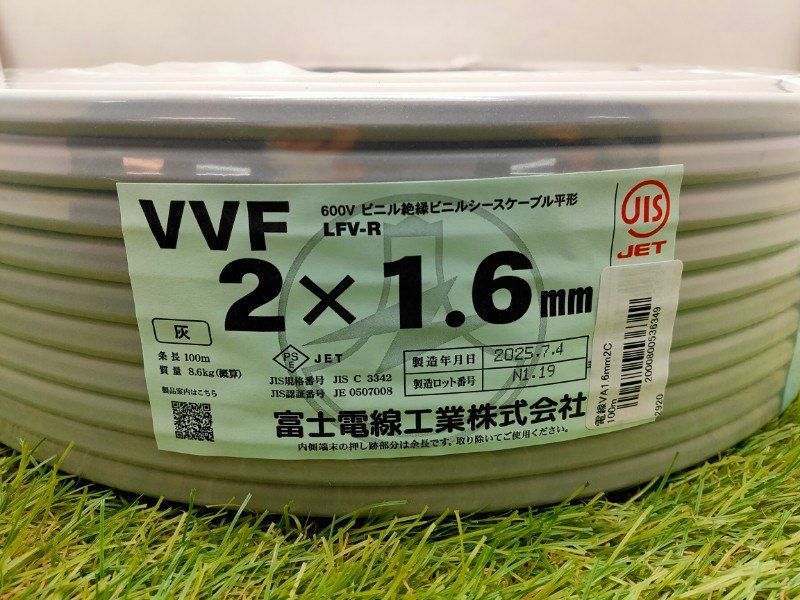 VVF
600V ビニル絶縁ビニルシースケーブル平形
LFV-R
2×1.6mm
JIS
JET
灰
条長 100m
質量 8.6kg(概算)
製品案内はこちら
PS
E
JET
JIS規格番号 JIS C 3342
JIS認証番号 JE 0507008
製造年月日 2025.7.4
製造ロット番号 N1.19
富士電線工業株式会社
内側端末の押し跡部分は余長です。取り除いてご使用ください。
電線VA1.6mm2C
100m
2000800536349